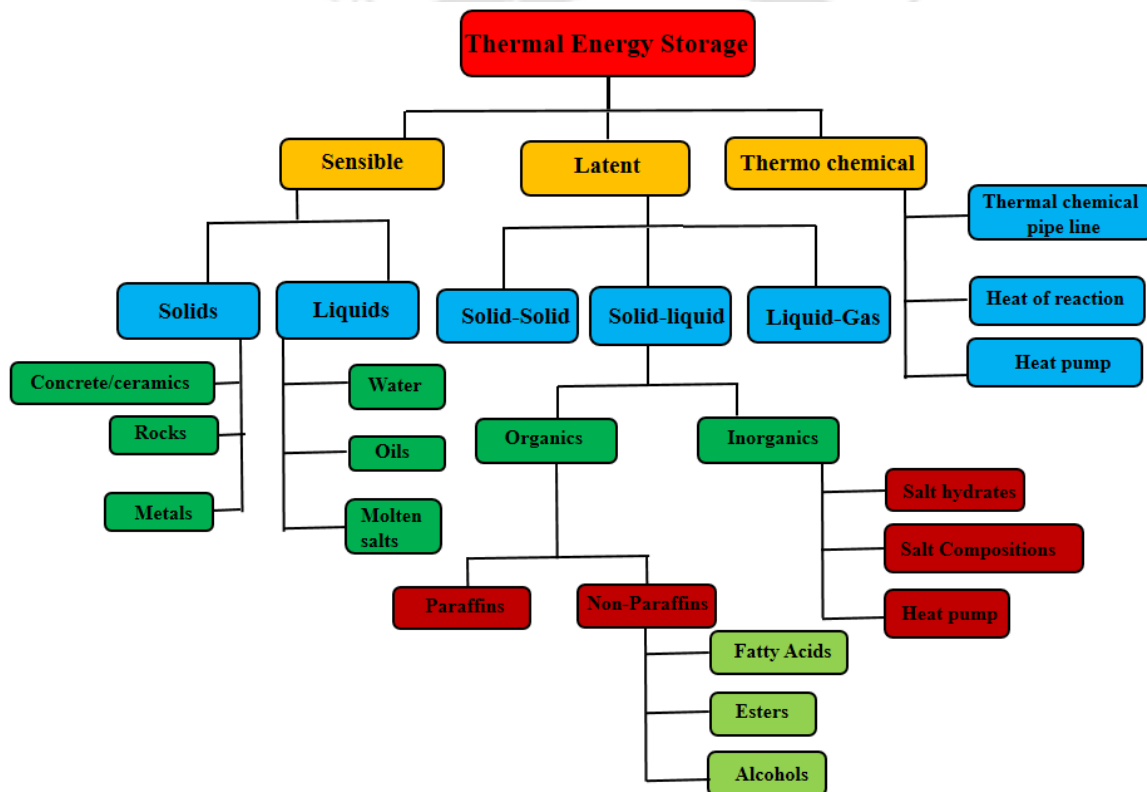 Thermal Energy Storage
Sensible
Latent
Thermo chemical
Thermal chemical
pipe line
Solids
Liquids
Solid-Solid
Solid-liquid
Liquid-Gas
Heat of reaction
Heat pump
Concrete/ceramics
Water
Rocks
Organics
Inorganics
Oils
Metals
Molten
salts
Salt hydrates
Salt Compositions
Paraffins
Non-Paraffins
Heat pump
Fatty Acids
Esters
Alcohols